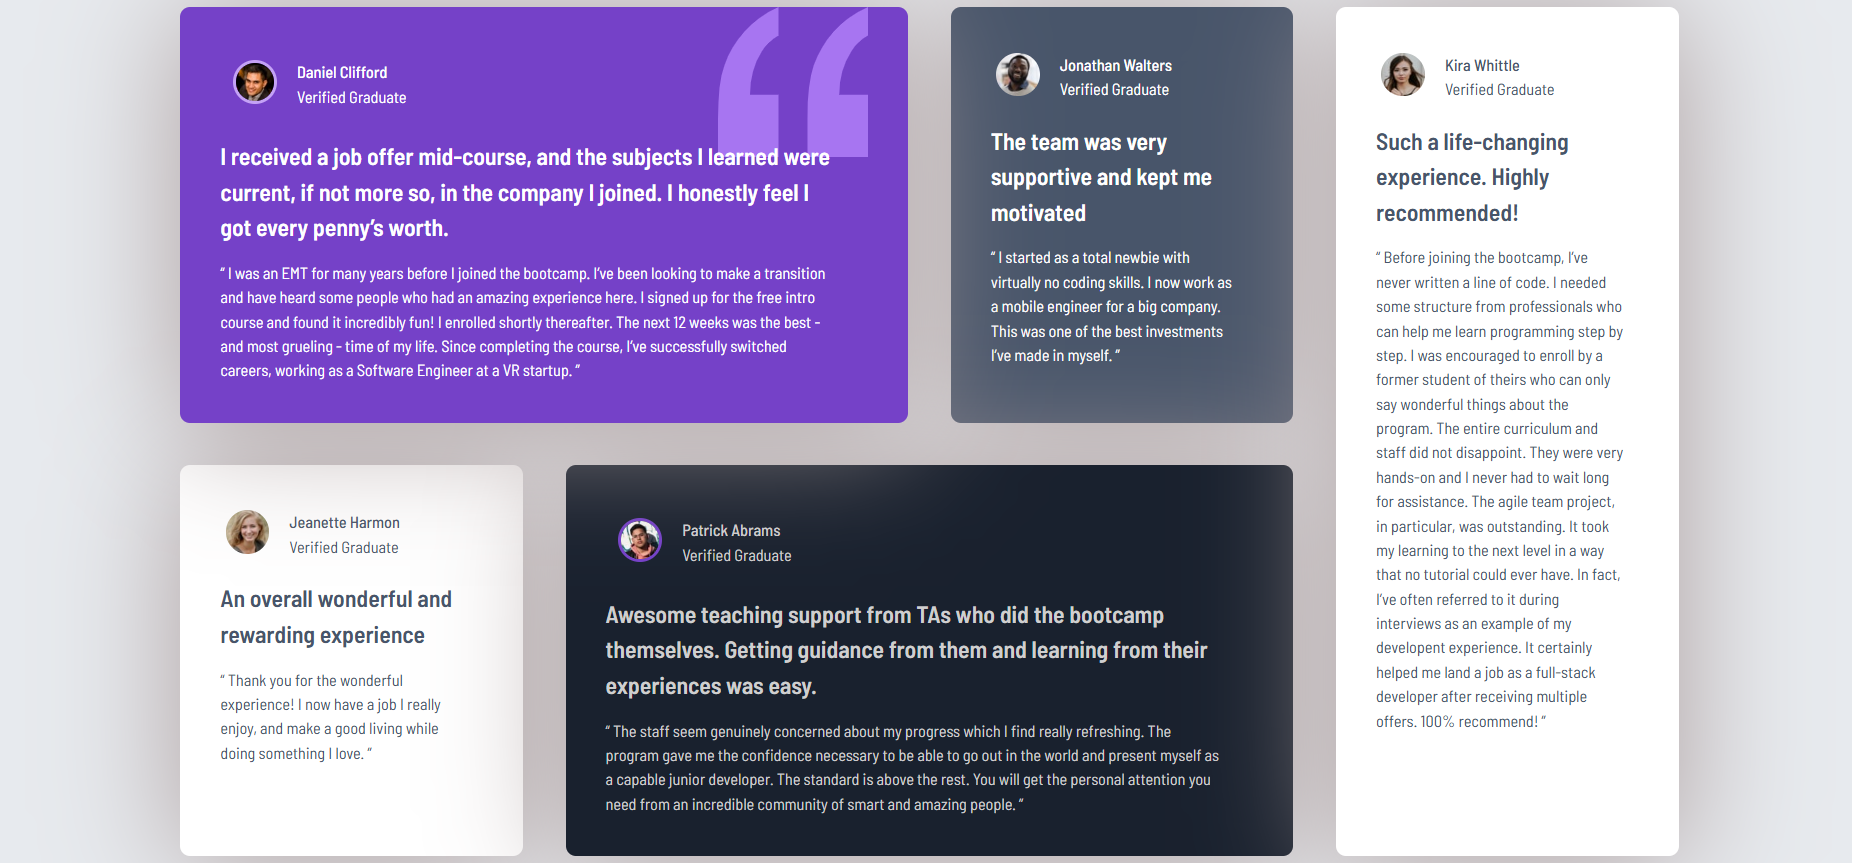 Daniel Clifford
Verified Graduate
I received a job offer mid-course, and the subjects I learned were
current, if not more so, in the company I joined. I honestly feel I
got every penny’s worth.
“ I was an EMT for many years before I joined the bootcamp. I’ve been looking to make a transition
and have heard some people who had an amazing experience here. I signed up for the free intro
course and found it incredibly fun! I enrolled shortly thereafter. The next 12 weeks was the best -
and most grueling - time of my life. Since completing the course, I’ve successfully switched
careers, working as a Software Engineer at a VR startup. ”
Jonathan Walters
Verified Graduate
The team was very
supportive and kept me
motivated
“ I started as a total newbie with
virtually no coding skills. I now work as
a mobile engineer for a big company.
This was one of the best investments
I’ve made in myself. ”
Kira Whittle
Verified Graduate
Such a life-changing
experience. Highly
recommended!
“ Before joining the bootcamp, I’ve
never written a line of code. I needed
some structure from professionals who
can help me learn programming step by
step. I was encouraged to enroll by a
former student of theirs who can only
say wonderful things about the
program. The entire curriculum and
staff did not disappoint. They were very
hands-on and I never had to wait long
for assistance. The agile team project,
in particular, was outstanding. It took
my learning to the next level in a way
that no tutorial could ever have. In fact,
I’ve often referred to it during
interviews as an example of my
developent experience. It certainly
helped me land a job as a full-stack
developer after receiving multiple
offers. 100% recommend! ”
Jeanette Harmon
Verified Graduate
An overall wonderful and
rewarding experience
“ Thank you for the wonderful
experience! I now have a job I really
enjoy, and make a good living while
doing something I love. ”
Patrick Abrams
Verified Graduate
Awesome teaching support from TAs who did the bootcamp
themselves. Getting guidance from them and learning from their
experiences was easy.
“ The staff seem genuinely concerned about my progress which I find really refreshing. The
program gave me the confidence necessary to be able to go out in the world and present myself as
a capable junior developer. The standard is above the rest. You will get the personal attention you
need from an incredible community of smart and amazing people. ”